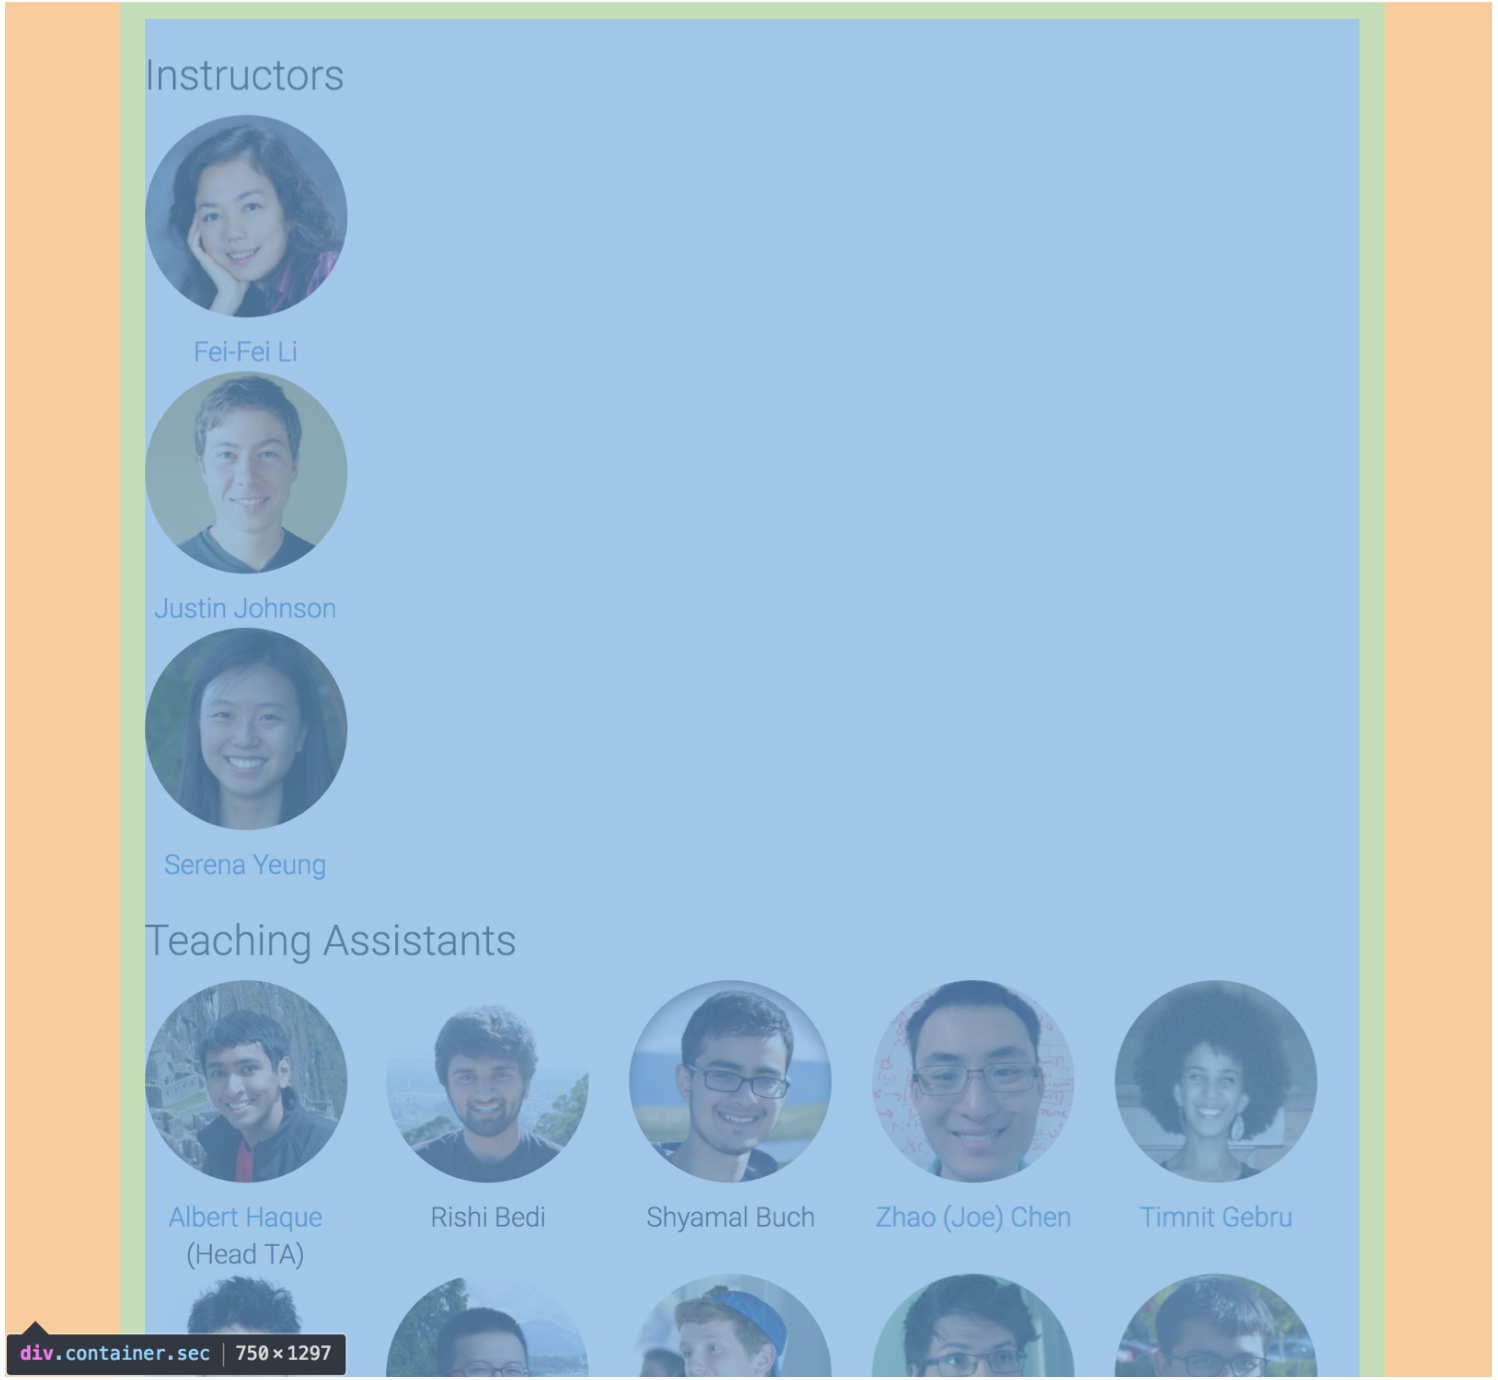 Instructors
Fei-Fei Li
Justin Johnson
Serena Yeung
Teaching Assistants
Albert Haque
(Head TA)
Rishi Bedi
Shyamal Buch
Zhao (Joe) Chen
Timnit Gebru
div.container.sec | 750×1297